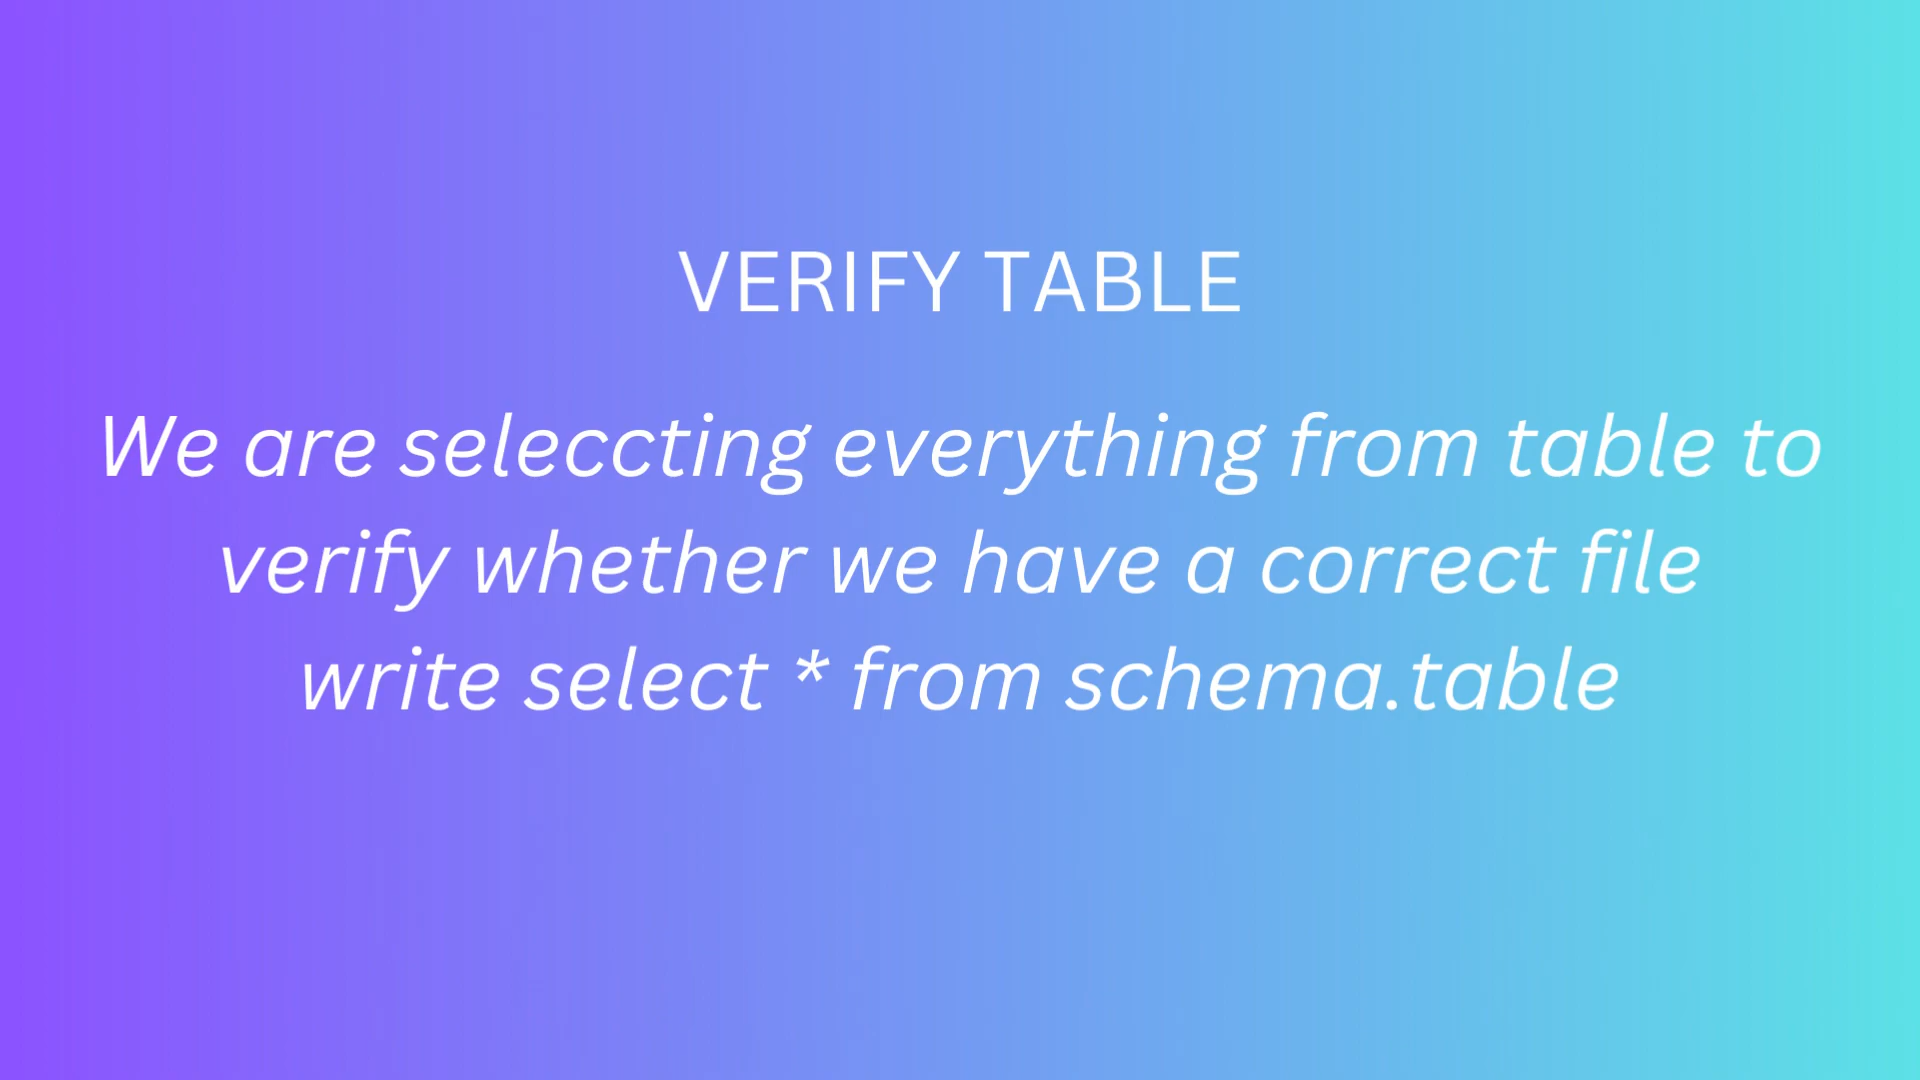 VERIFY TABLE
We are seleccting everything from table to
verify whether we have a correct file
write select * from schema.table